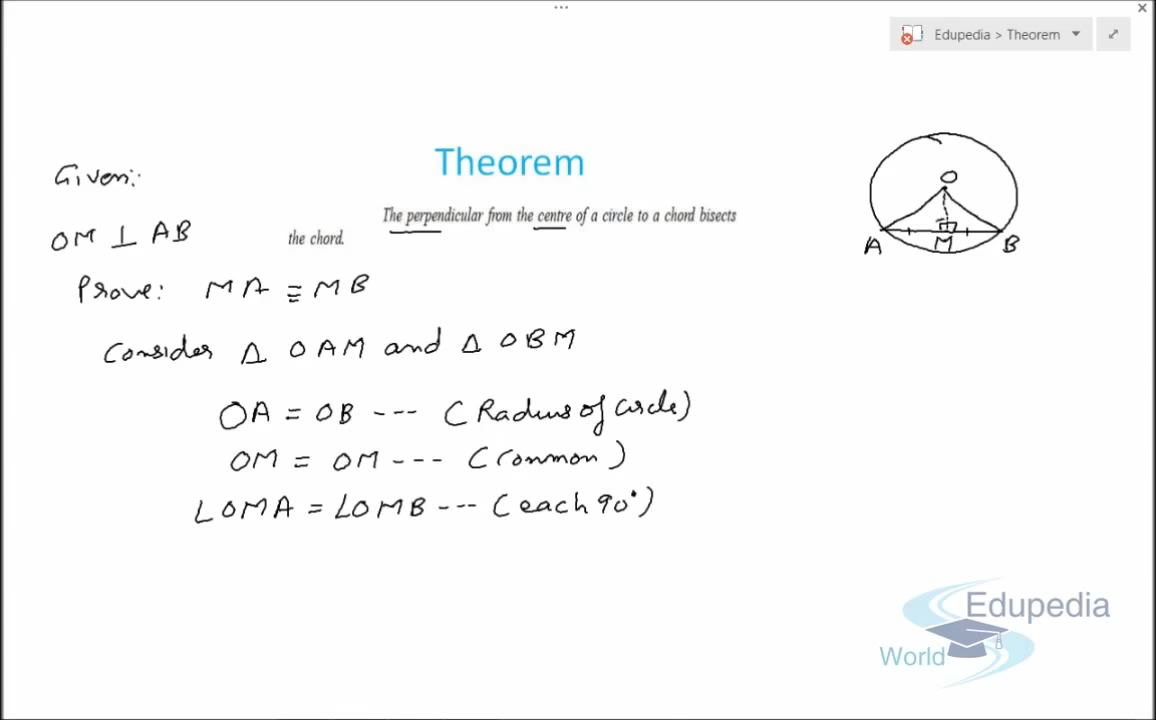 Edupedia > Theorem
Theorem
Given:
The perpendicular from the centre of a circle to a chord bisects
the chord.
OM ⊥ AB
Prove: MA = MB
Consider Δ OAM and Δ OBM
OA = OB --- (Radius of circle)
OM = OM --- (common)
∠OMA = ∠OMB --- (each 90°)
O
A M B
Edupedia
World